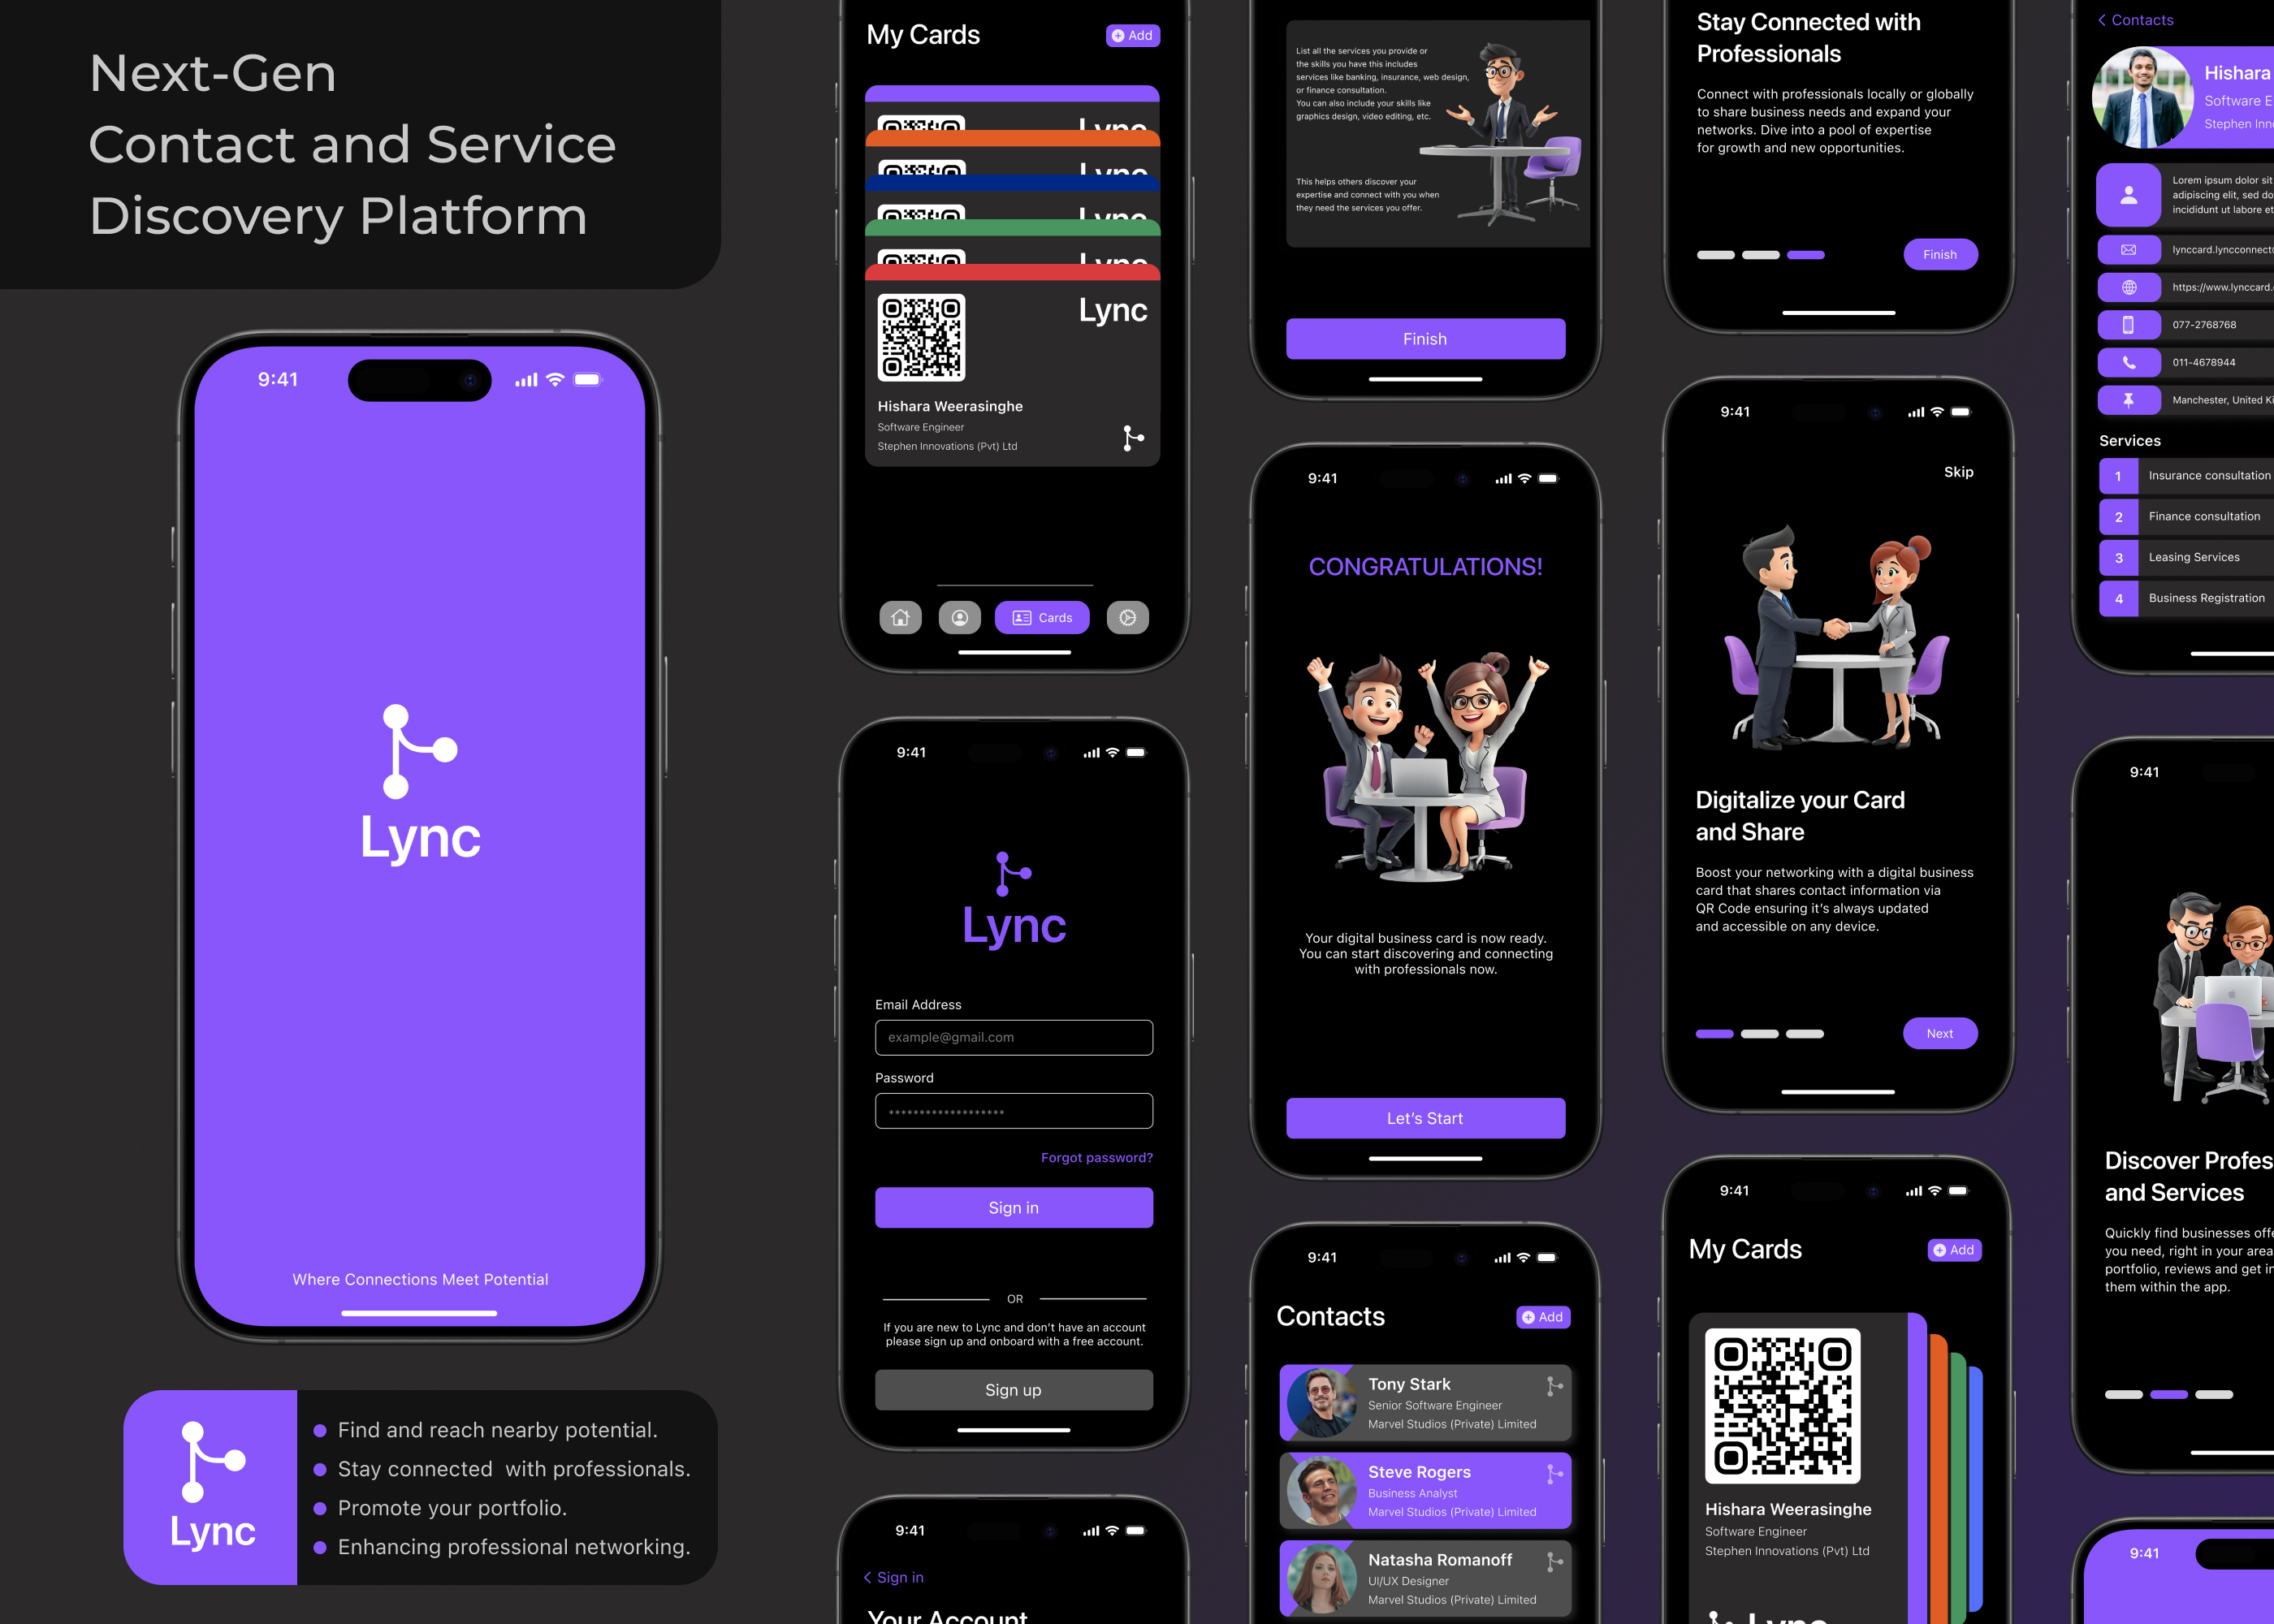 Next-Gen
Contact and Service
Discovery Platform
9:41
Lync
Where Connections Meet Potential
Lync
Find and reach nearby potential.
Stay connected with professionals.
Promote your portfolio.
Enhancing professional networking.
My Cards
Add
Lync
Lync
Lync
Lync
Lync
Hishara Weerasinghe
Software Engineer
Stephen Innovations (Pvt) Ltd
Cards
9:41
Lync
Email Address
example@gmail.com
Password
*******************
Forgot password?
Sign in
OR
If you are new to Lync and don't have an account
please sign up and onboard with a free account.
Sign up
9:41
Sign in
Your Account
List all the services you provide or
the skills you have this includes
services like banking, insurance, web design,
or finance consultation.
You can also include your skills like
graphics design, video editing, etc.
This helps others discover your
expertise and connect with you when
they need the services you offer.
Finish
9:41
CONGRATULATIONS!
Your digital business card is now ready.
You can start discovering and connecting
with professionals now.
Let's Start
9:41
Contacts
Add
Tony Stark
Senior Software Engineer
Marvel Studios (Private) Limited
Steve Rogers
Business Analyst
Marvel Studios (Private) Limited
Natasha Romanoff
UI/UX Designer
Marvel Studios (Private) Limited
Stay Connected with
Professionals
Connect with professionals locally or globally
to share business needs and expand your
networks. Dive into a pool of expertise
for growth and new opportunities.
Finish
9:41
Skip
Digitalize your Card
and Share
Boost your networking with a digital business
card that shares contact information via
QR Code ensuring it's always updated
and accessible on any device.
Next
9:41
My Cards
Add
Hishara Weerasinghe
Software Engineer
Stephen Innovations (Pvt) Ltd
Lync
Contacts
Hishara
Software E
Stephen Inn
Lorem ipsum dolor sit
adipiscing elit, sed do
incididunt ut labore et
lynccard.lyncconnect
https://www.lynccard.
077-2768768
011-4678944
Manchester, United Ki
Services
1 Insurance consultation
2 Finance consultation
3 Leasing Services
4 Business Registration
9:41
Discover Profes
and Services
Quickly find businesses offe
you need, right in your area
portfolio, reviews and get in
them within the app.
9:41